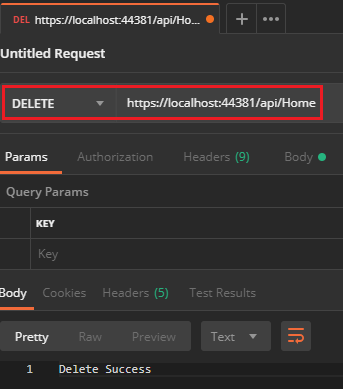 DEL https://localhost:44381/api/Ho... + ...
Untitled Request
DELETE https://localhost:44381/api/Home
Params Authorization Headers (9) Body
Query Params
KEY
Key
Body Cookies Headers (5) Test Results
Pretty Raw Preview Text
1 Delete Success